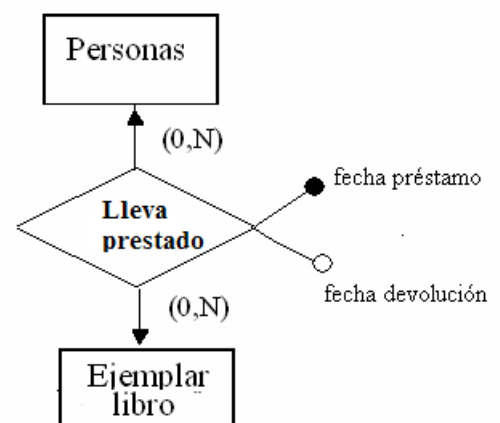 Personas
(0,N)
fecha préstamo
Lleva
prestado
fecha devolución
(0,N)
Ejemplar
libro